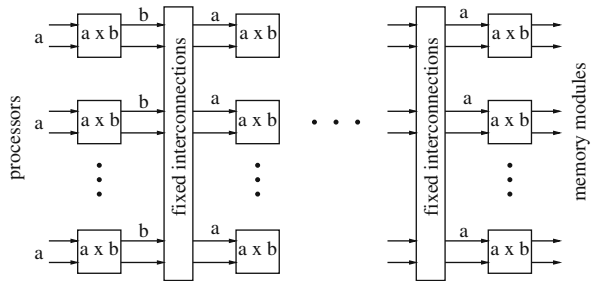 b a a
a a x b a x b a x b
b a a
a a x b a x b a x b
b a a
a a x b a x b a x b
processors
fixed interconnections
fixed interconnections
memory modules